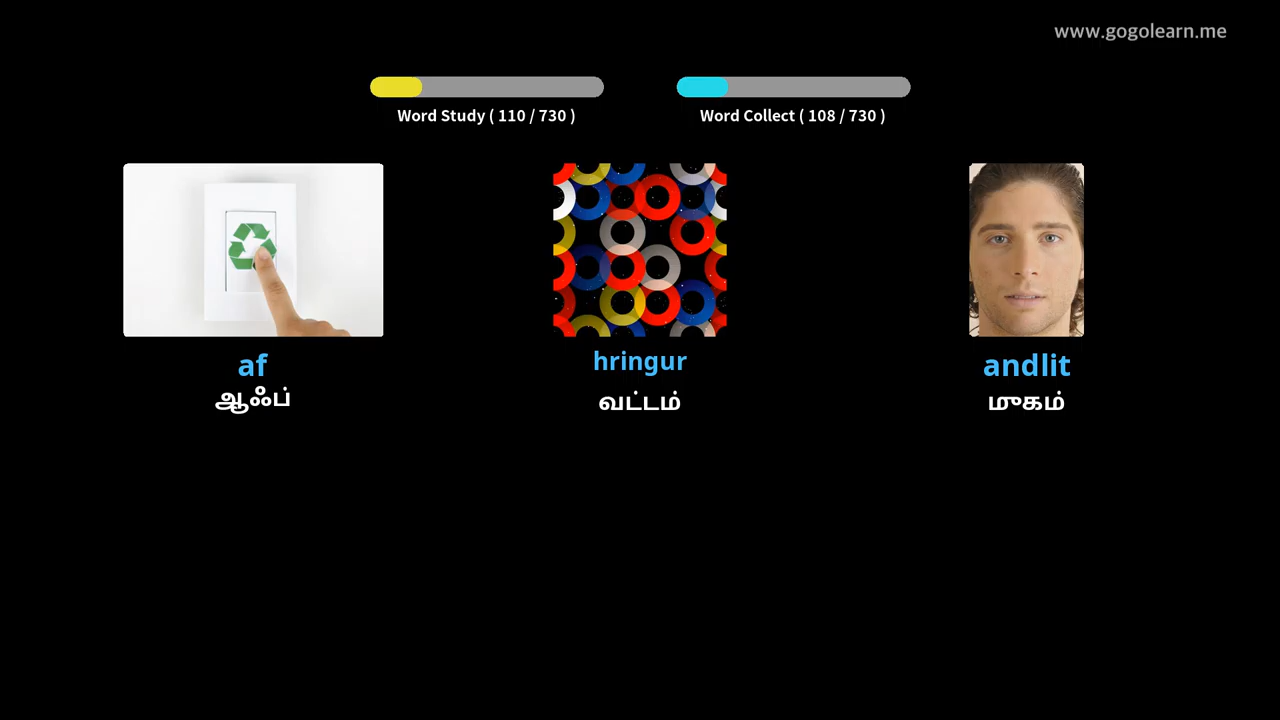 www.gogolearn.me
Word Study ( 110 / 730 )
Word Collect ( 108 / 730 )
af
ஆஃப்
hringur
வட்டம்
andlit
முகம்